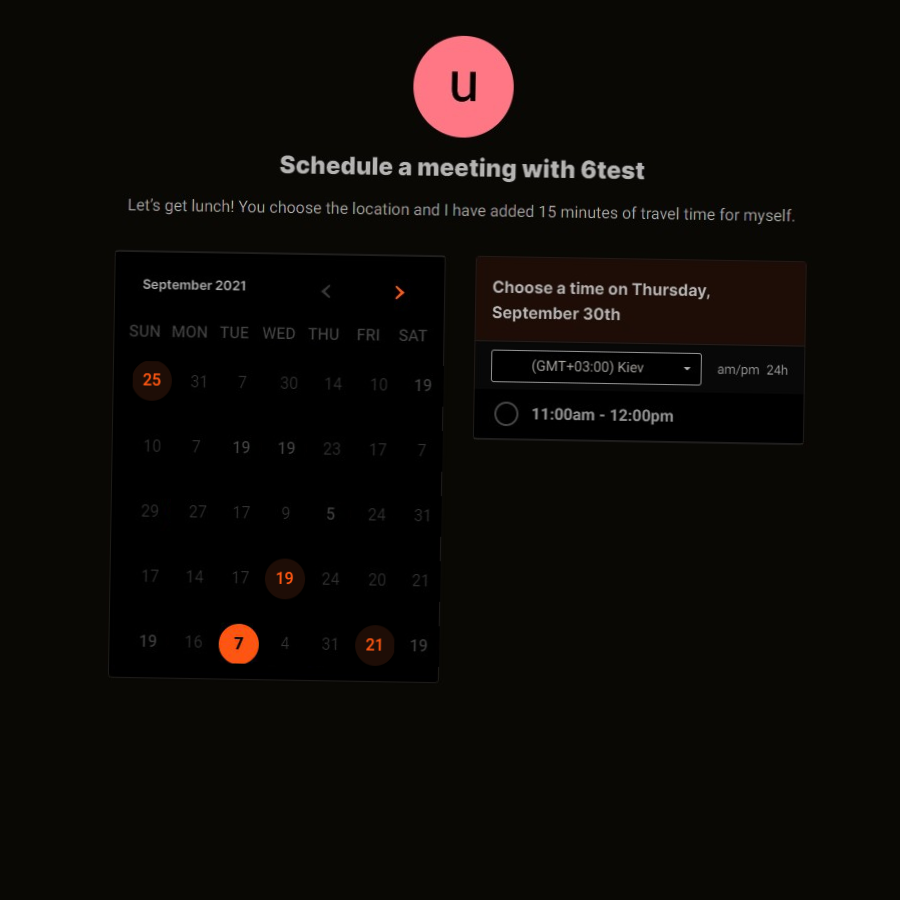 u
Schedule a meeting with 6test
Let's get lunch! You choose the location and I have added 15 minutes of travel time for myself.
September 2021
SUN MON TUE WED THU FRI SAT
25 31 7 30 14 10 19
10 7 19 19 23 17 7
29 27 17 9 5 24 31
17 14 17 19 24 20 21
19 16 7 4 31 21 19
Choose a time on Thursday,
September 30th
(GMT+03:00) Kiev am/pm 24h
11:00am - 12:00pm